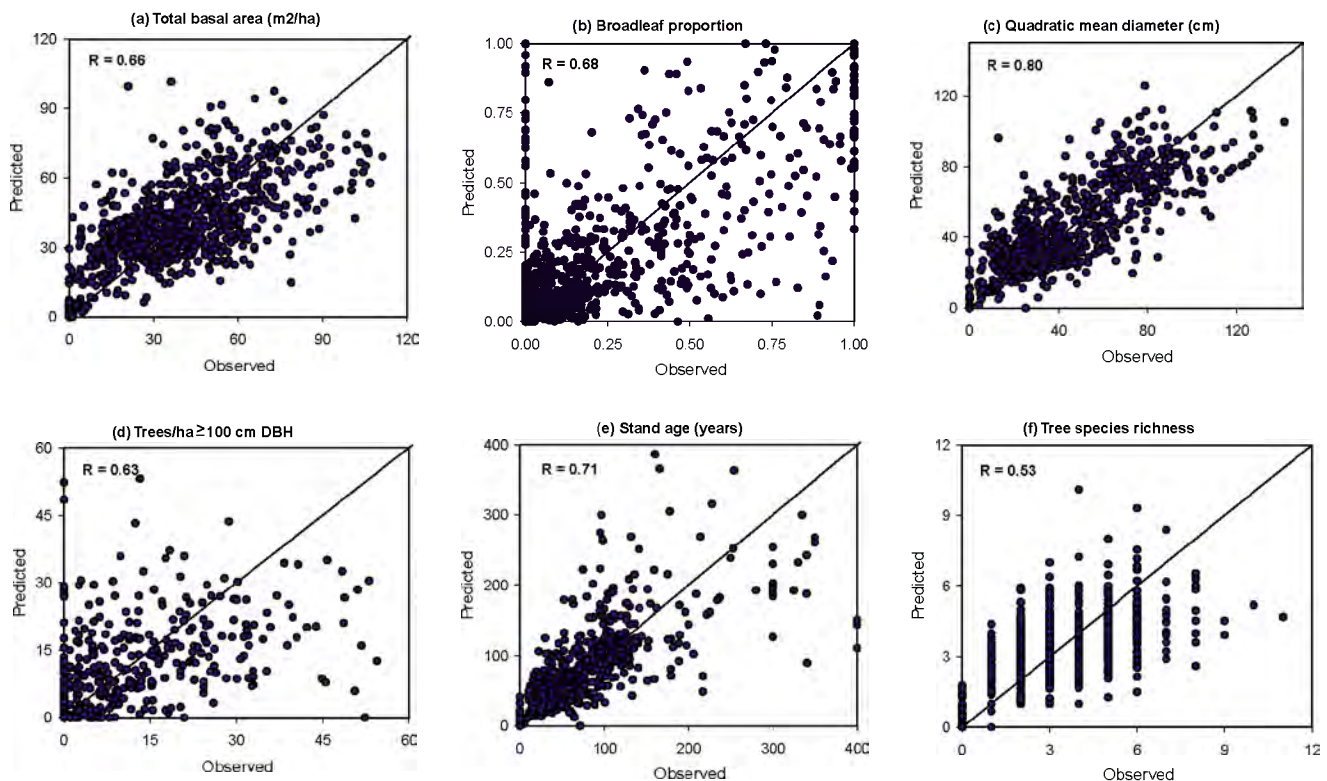 (a) Total basal area (m2/ha)
120
R = 0.66
90
Predicted
60
30
0
0 30 60 90 120
Observed
(b) Broadleaf proportion
1.00
R = 0.68
0.75
Predicted
0.50
0.25
0.00
0.00 0.25 0.50 0.75 1.00
Observed
(c) Quadratic mean diameter (cm)
R = 0.80
120
Predicted
80
40
0
0 40 80 120
Observed
(d) Trees/ha ≥100 cm DBH
60
R = 0.63
45
Predicted
30
15
0
0 15 30 45 60
Observed
(e) Stand age (years)
400
R = 0.71
300
Predicted
200
100
0
0 100 200 300 400
Observed
(f) Tree species richness
12
R = 0.53
9
Predicted
6
3
0
0 3 6 9 12
Observed